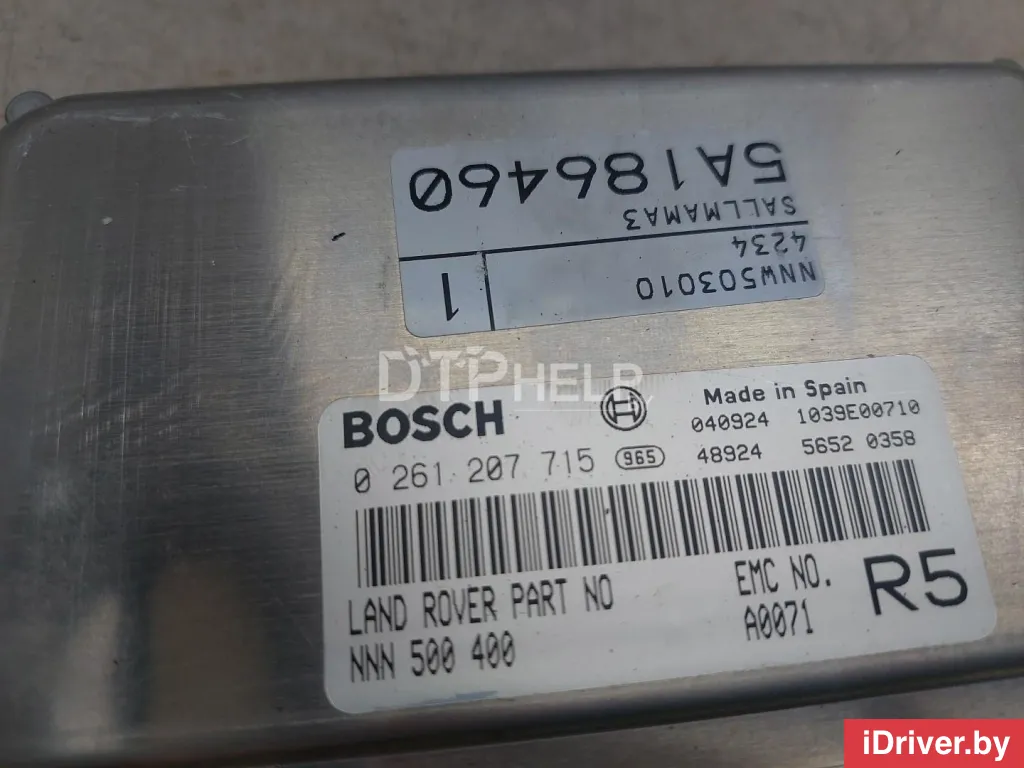 5A186460
SALLMAMA3
4234
NNW503010
1
DTPHELP
BOSCH
Made in Spain
040924 1039E00710
0 261 207 715 965 48924 5652 0358
LAND ROVER PART NO
NNN 500 400
EMC NO.
A0071
R5
iDriver.by